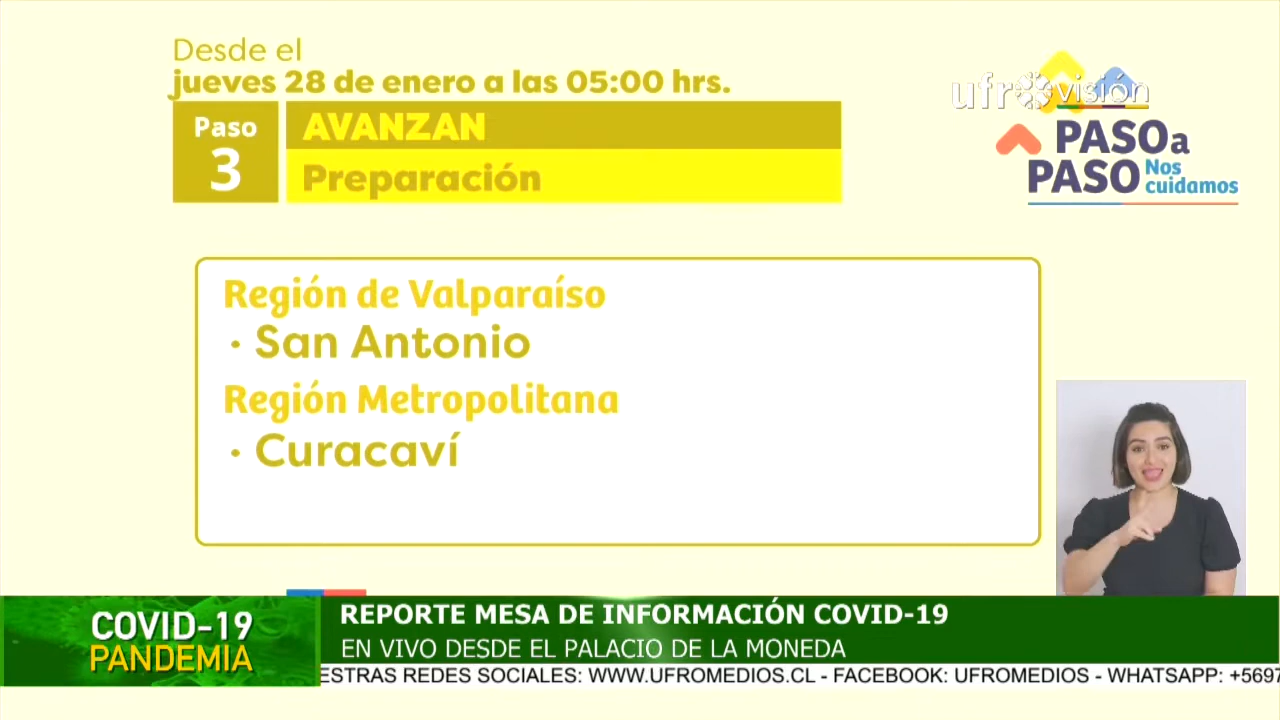 Desde el
jueves 28 de enero a las 05:00 hrs.
Paso
3
AVANZAN
Preparación
ufrovisión
PASO a
PASO Nos
cuidamos
Región de Valparaíso
· San Antonio
Región Metropolitana
· Curacaví
COVID-19
PANDEMIA
REPORTE MESA DE INFORMACIÓN COVID-19
EN VIVO DESDE EL PALACIO DE LA MONEDA
ESTRAS REDES SOCIALES: WWW.UFROMEDIOS.CL - FACEBOOK: UFROMEDIOS - WHATSAPP: +5697